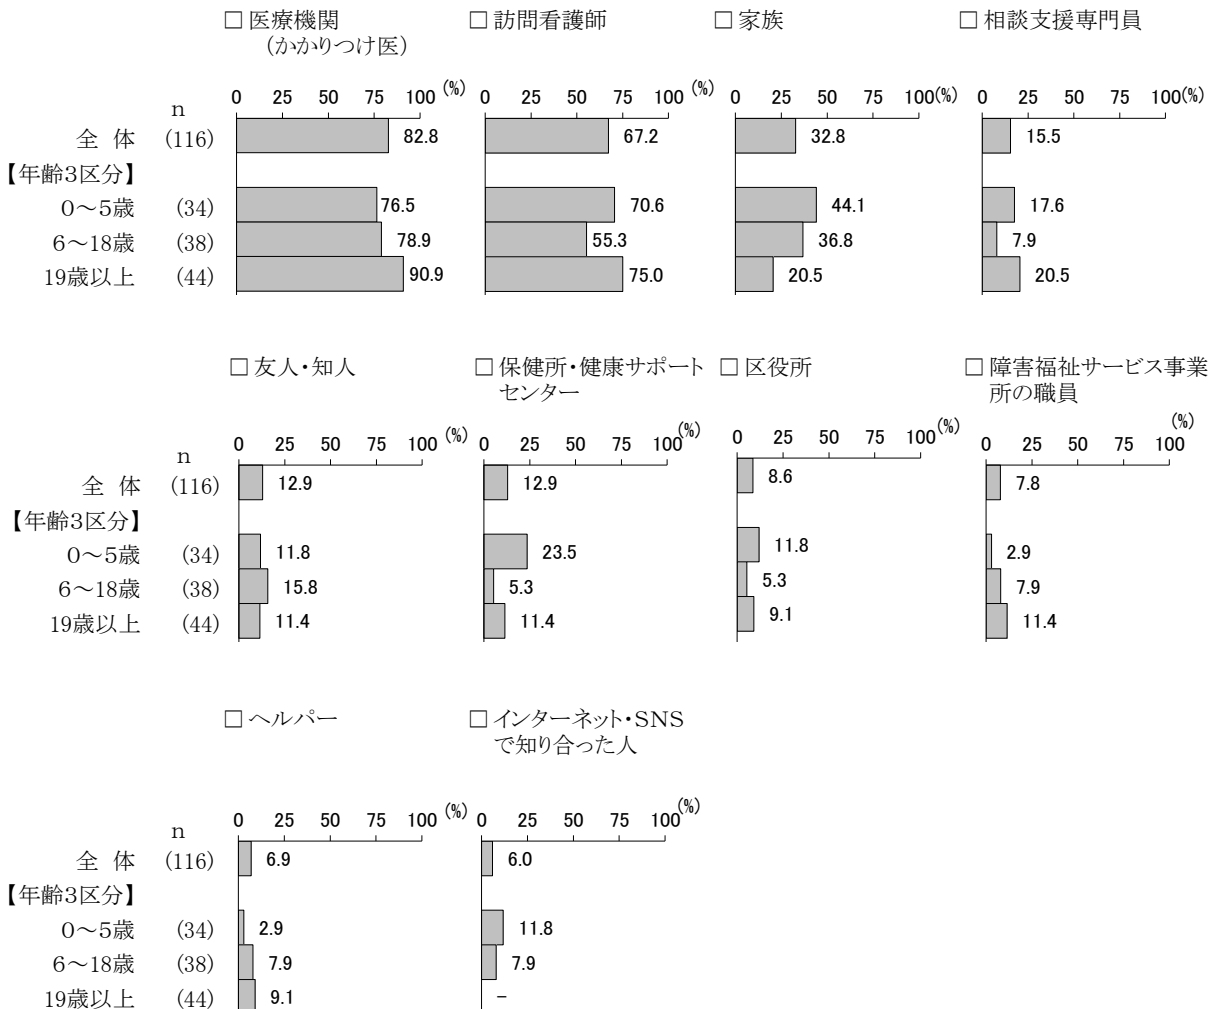 □ 医療機関 □ 訪問看護師 □ 家族 □ 相談支援専門員
（かかりつけ医）
0 25 50 75 100 (%) 0 25 50 75 100 (%) 0 25 50 75 100(%) 0 25 50 75 100(%)
n
全 体 (116) 82.8 67.2 32.8 15.5
【年齢3区分】
0～5歳 (34) 76.5 70.6 44.1 17.6
6～18歳 (38) 78.9 55.3 36.8 7.9
19歳以上 (44) 90.9 75.0 20.5 20.5
□ 友人・知人 □ 保健所・健康サポート □ 区役所 □ 障害福祉サービス事業
センター 所の職員
0 25 50 75 100 (%) 0 25 50 75 100 (%) 0 25 50 75 100 (%) 0 25 50 75 100 (%)
n
全 体 (116) 12.9 12.9 8.6 7.8
【年齢3区分】
0～5歳 (34) 11.8 23.5 11.8 2.9
6～18歳 (38) 15.8 5.3 5.3 7.9
19歳以上 (44) 11.4 11.4 9.1 11.4
□ ヘルパー □ インターネット・SNS
で知り合った人
0 25 50 75 100 (%) 0 25 50 75 100 (%)
n
全 体 (116) 6.9 6.0
【年齢3区分】
0～5歳 (34) 2.9 11.8
6～18歳 (38) 7.9 7.9
19歳以上 (44) 9.1 -